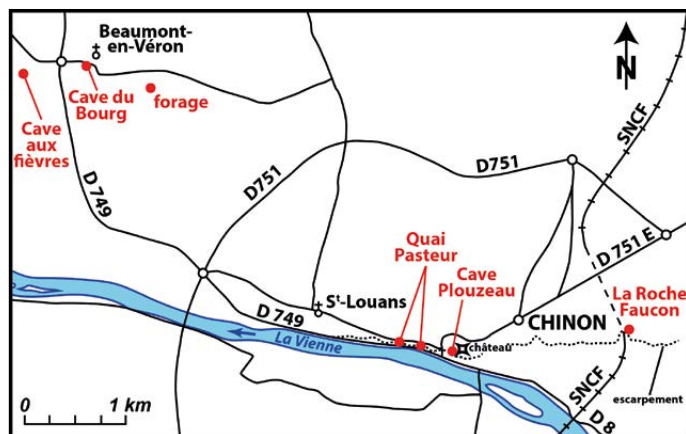 Beaumont-
en-Véron
Cave du
Bourg
forage
Cave
aux
fièvres
N
SNCF
D 749
D751
D751
D 751 E
Quai
Pasteur
Cave
Plouzeau
La Roche
Faucon
Sᵗ-Louans
D 749
CHINON
château
La Vienne
escarpement
SNCF
D 8
0 1 km